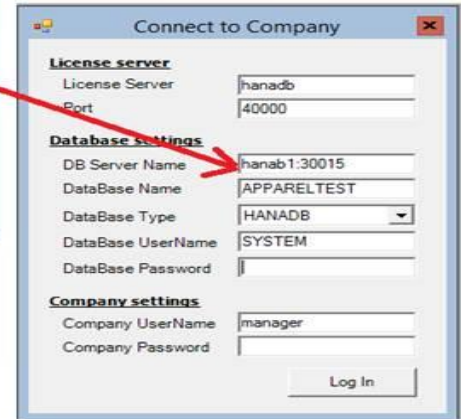 Connect to Company
License server
License Server hanadb
Port 40000
Database settings
DB Server Name hanab1:30015
DataBase Name APPARELTEST
DataBase Type HANADB
DataBase UserName SYSTEM
DataBase Password
Company settings
Company UserName manager
Company Password
Log In